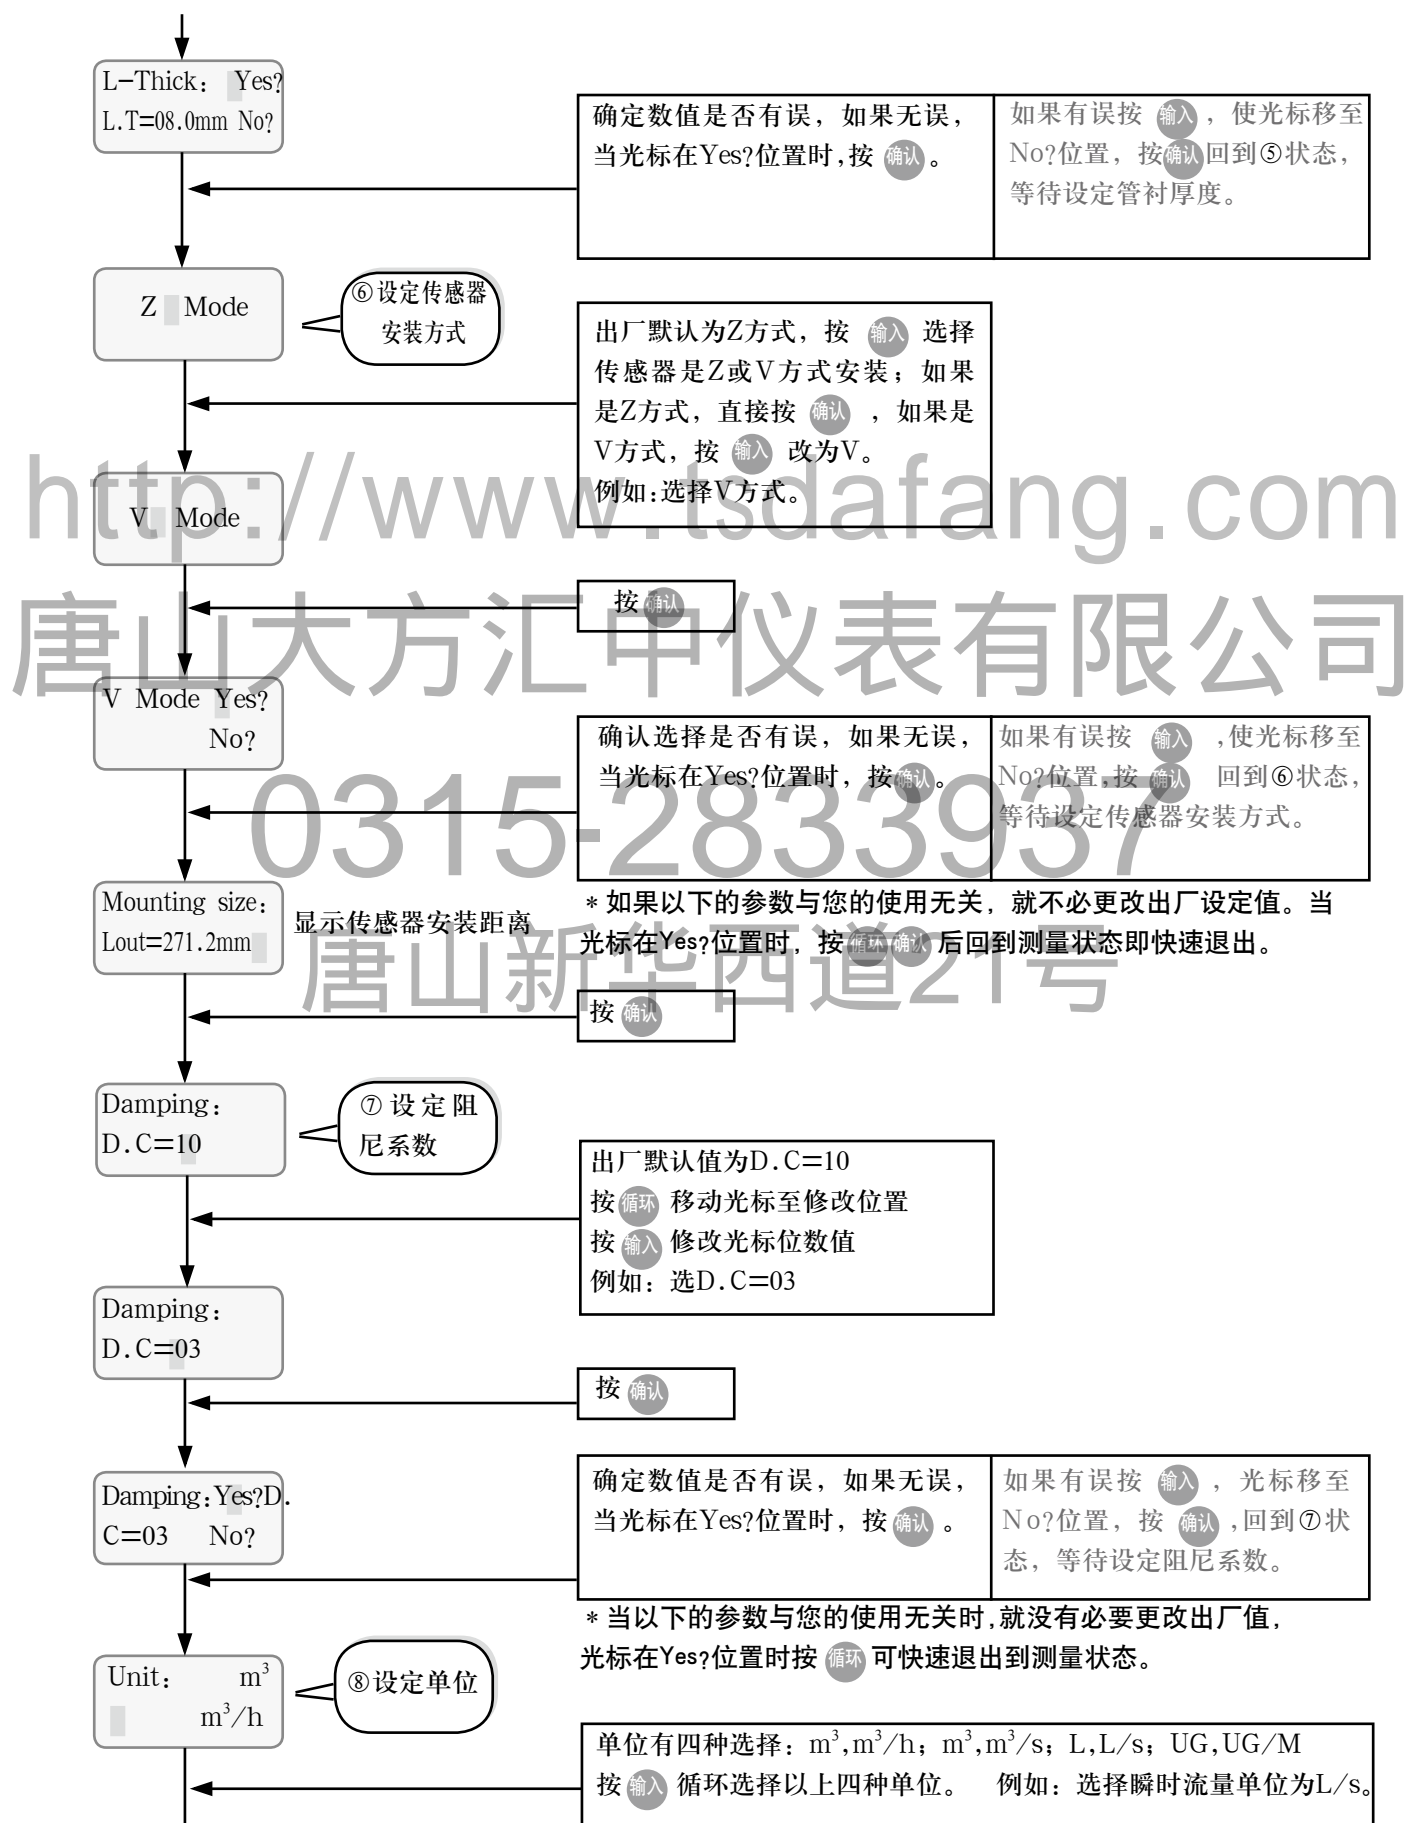 L-Thick： Yes?
L.T=08.0mm No?
确定数值是否有误，如果无误，
当光标在Yes?位置时,按 确认 。
如果有误按 输入 ，使光标移至
No?位置，按 确认 回到⑤状态，
等待设定管衬厚度。
Z Mode
⑥设定传感器
安装方式
出厂默认为Z方式，按 输入 选择
传感器是Z或V方式安装；如果
是Z方式，直接按 确认 ，如果是
V方式，按 输入 改为V。
例如:选择V方式。
http://www.tsdafang.com
V Mode
按 确认
唐山大方汇中仪表有限公司
V Mode Yes?
No?
确认选择是否有误，如果无误，
当光标在Yes?位置时，按 确认 。
如果有误按 输入 ,使光标移至
No?位置,按 确认 回到⑥状态，
等待设定传感器安装方式。
0315-2833937
Mounting size：
Lout=271.2mm
显示传感器安装距离
* 如果以下的参数与您的使用无关，就不必更改出厂设定值。当
光标在Yes?位置时，按 循环 确认 后回到测量状态即快速退出。
唐山新华西道21号
按 确认
Damping：
D.C=10
⑦ 设定阻
尼系数
出厂默认值为D.C=10
按 循环 移动光标至修改位置
按 输入 修改光标位数值
例如：选D.C=03
Damping：
D.C=03
按 确认
Damping：Yes?D.
C=03 No?
确定数值是否有误，如果无误，
当光标在Yes?位置时，按 确认 。
如果有误按 输入 ，光标移至
No?位置，按 确认 ,回到⑦状
态，等待设定阻尼系数。
* 当以下的参数与您的使用无关时,就没有必要更改出厂值，
光标在Yes?位置时按 循环 可快速退出到测量状态。
Unit： m³
m³/h
⑧设定单位
单位有四种选择：m³,m³/h；m³,m³/s；L,L/s；UG,UG/M
按 输入 循环选择以上四种单位。 例如：选择瞬时流量单位为L/s。